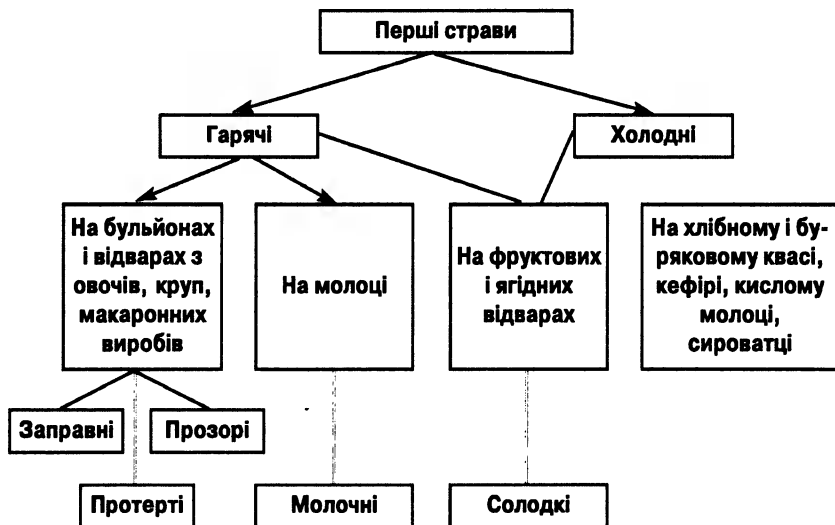 Перші страви
Гарячі
Холодні
На бульйонах
і відварах з
овочів, круп,
макаронних
виробів
На молоці
На фруктових
і ягідних
відварах
На хлібному і бу-
ряковому квасі,
кефірі, кислому
молоці,
сироватці
Заправні
Прозорі
Протерті
Молочні
Солодкі